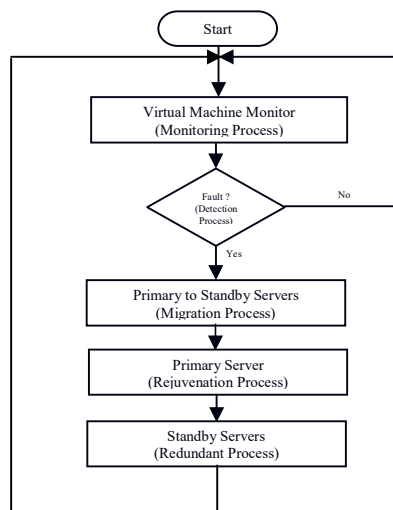 Start
Virtual Machine Monitor
(Monitoring Process)
Fault ?
(Detection
Process)
No
Yes
Primary to Standby Servers
(Migration Process)
Primary Server
(Rejuvenation Process)
Standby Servers
(Redundant Process)